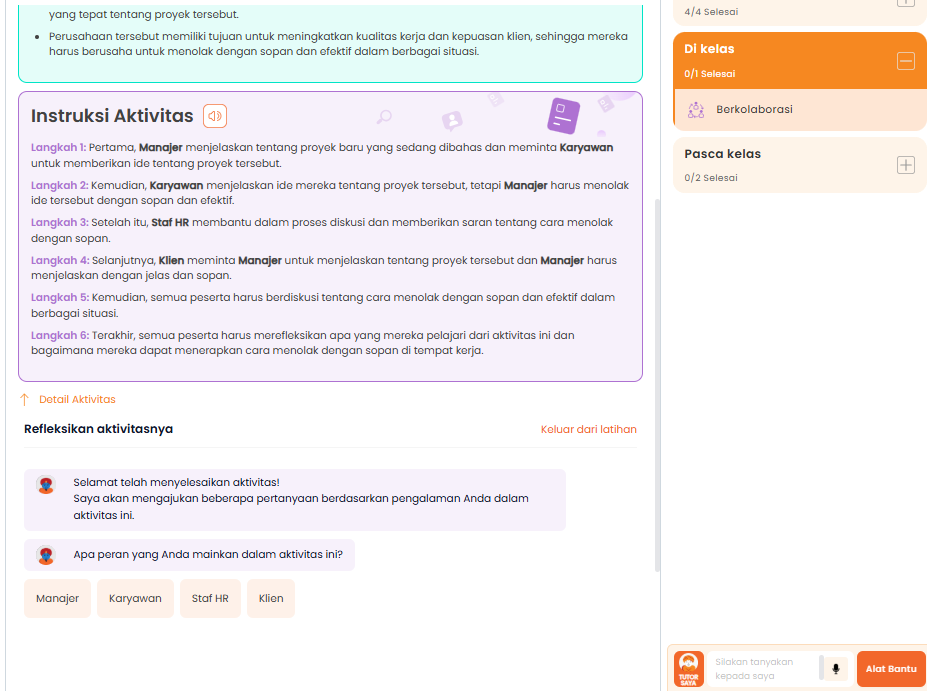 yang tepat tentang proyek tersebut.
Perusahaan tersebut memiliki tujuan untuk meningkatkan kualitas kerja dan kepuasan klien, sehingga mereka
harus berusaha untuk menolak dengan sopan dan efektif dalam berbagai situasi.
Instruksi Aktivitas
Langkah 1: Pertama, Manajer menjelaskan tentang proyek baru yang sedang dibahas dan meminta Karyawan
untuk memberikan ide tentang proyek tersebut.
Langkah 2: Kemudian, Karyawan menjelaskan ide mereka tentang proyek tersebut, tetapi Manajer harus menolak
ide tersebut dengan sopan dan efektif.
Langkah 3: Setelah itu, Staf HR membantu dalam proses diskusi dan memberikan saran tentang cara menolak
dengan sopan.
Langkah 4: Selanjutnya, Klien meminta Manajer untuk menjelaskan tentang proyek tersebut dan Manajer harus
menjelaskan dengan jelas dan sopan.
Langkah 5: Kemudian, semua peserta harus berdiskusi tentang cara menolak dengan sopan dan efektif dalam
berbagai situasi.
Langkah 6: Terakhir, semua peserta harus merefleksikan apa yang mereka pelajari dari aktivitas ini dan
bagaimana mereka dapat menerapkan cara menolak dengan sopan di tempat kerja.
Detail Aktivitas
Refleksikan aktivitasnya
Keluar dari latihan
Selamat telah menyelesaikan aktivitas!
Saya akan mengajukan beberapa pertanyaan berdasarkan pengalaman Anda dalam
aktivitas ini.
Apa peran yang Anda mainkan dalam aktivitas ini?
Manajer
Karyawan
Staf HR
Klien
4/4 Selesai
Di kelas
0/1 Selesai
Berkolaborasi
Pasca kelas
0/2 Selesai
TUTOR
SAYA
Silakan tanyakan
kepada saya
Alat Bantu